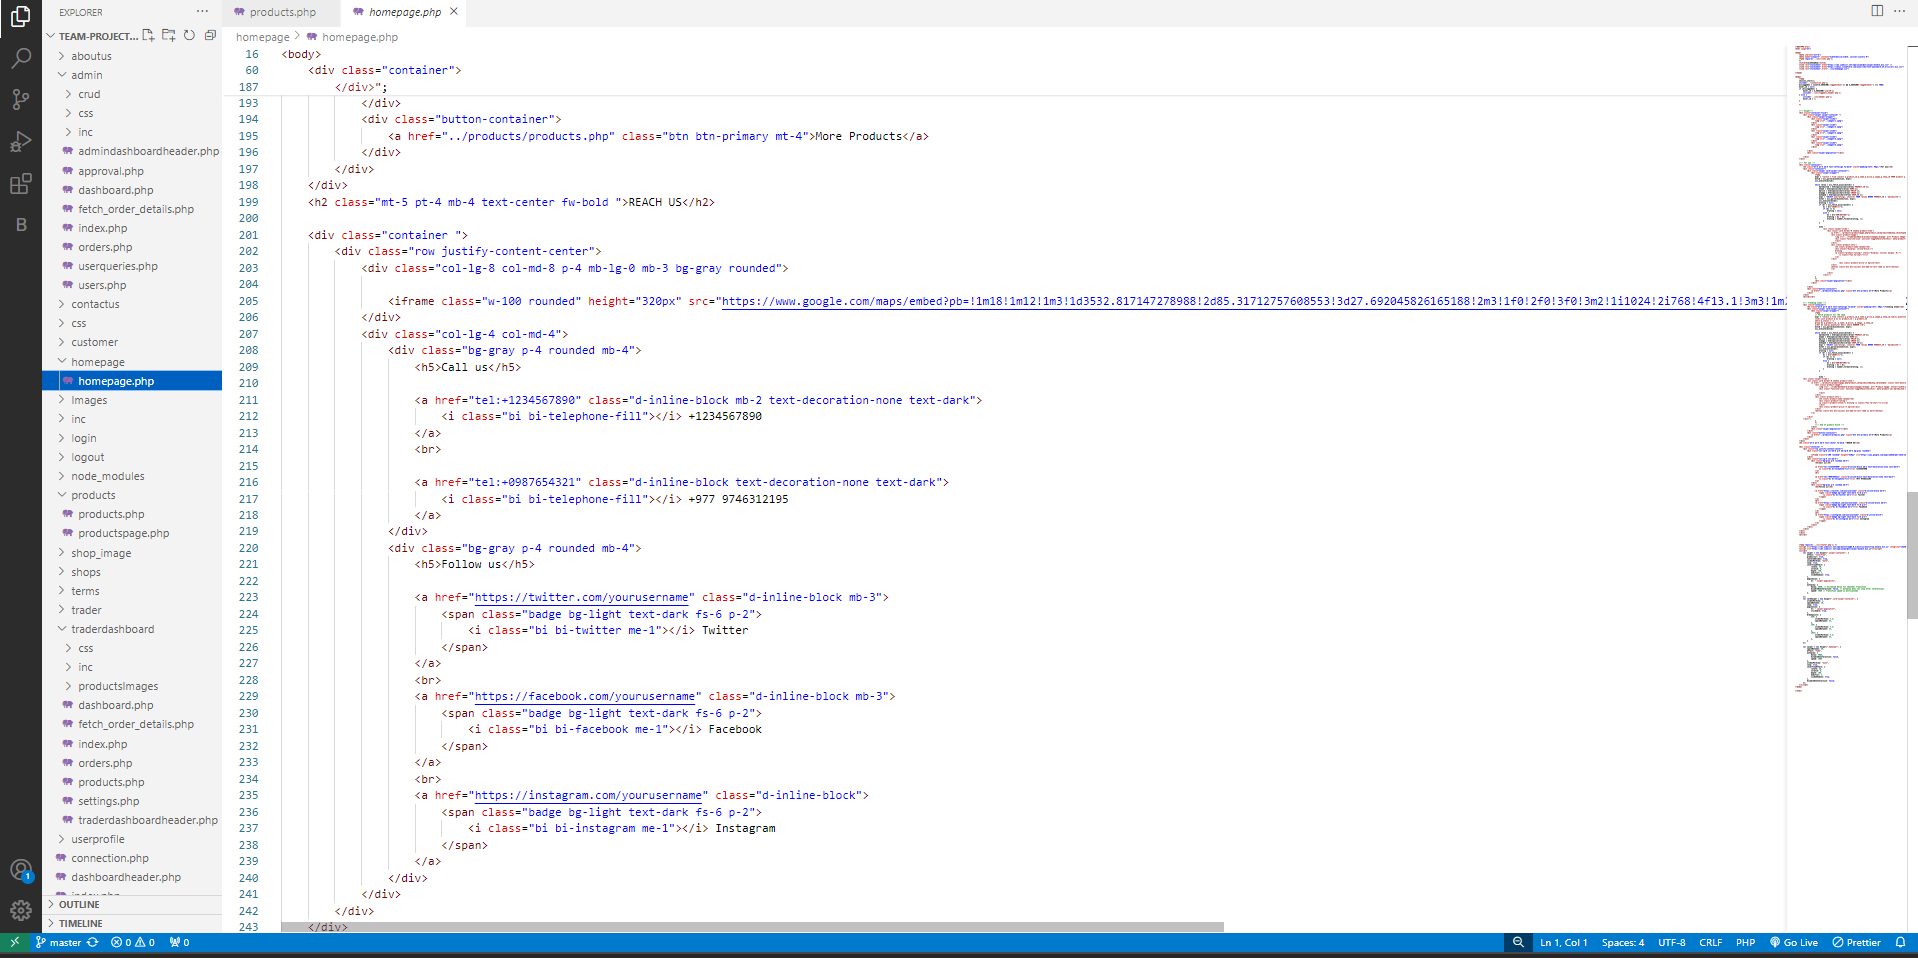 EXPLORER
TEAM-PROJECT...
aboutus
admin
crud
css
inc
admindashboardheader.php
approval.php
dashboard.php
fetch_order_details.php
index.php
orders.php
userqueries.php
users.php
contactus
css
customer
homepage
homepage.php
Images
inc
login
logout
node_modules
products
products.php
productspage.php
shop_image
shops
terms
trader
traderdashboard
css
inc
productsImages
dashboard.php
fetch_order_details.php
index.php
orders.php
products.php
settings.php
traderdashboardheader.php
userprofile
connection.php
dashboardheader.php
OUTLINE
TIMELINE
products.php
homepage.php
homepage > homepage.php
16 <body>
60 <div class="container">
187 </div>";
193 </div>
194 <div class="button-container">
195 <a href="../products/products.php" class="btn btn-primary mt-4">More Products</a>
196 </div>
197 </div>
198 </div>
199 <h2 class="mt-5 pt-4 mb-4 text-center fw-bold ">REACH US</h2>
200
201 <div class="container ">
202 <div class="row justify-content-center">
203 <div class="col-lg-8 col-md-8 p-4 mb-lg-0 mb-3 bg-gray rounded">
204
205 <iframe class="w-100 rounded" height="320px" src="https://www.google.com/maps/embed?pb=!1m18!1m12!1m3!1d3532.817147278988!2d85.31712757608553!3d27.692045826165188!2m3!1f0!2f0!3f0!3m2!1i1024!2i768!4f13.1!3m3!1m2
206 </div>
207 <div class="col-lg-4 col-md-4">
208 <div class="bg-gray p-4 rounded mb-4">
209 <h5>Call us</h5>
210
211 <a href="tel:+1234567890" class="d-inline-block mb-2 text-decoration-none text-dark">
212 <i class="bi bi-telephone-fill"></i> +1234567890
213 </a>
214 <br>
215
216 <a href="tel:+0987654321" class="d-inline-block text-decoration-none text-dark">
217 <i class="bi bi-telephone-fill"></i> +977 9746312195
218 </a>
219 </div>
220 <div class="bg-gray p-4 rounded mb-4">
221 <h5>Follow us</h5>
222
223 <a href="https://twitter.com/yourusername" class="d-inline-block mb-3">
224 <span class="badge bg-light text-dark fs-6 p-2">
225 <i class="bi bi-twitter me-1"></i> Twitter
226 </span>
227 </a>
228 <br>
229 <a href="https://facebook.com/yourusername" class="d-inline-block mb-3">
230 <span class="badge bg-light text-dark fs-6 p-2">
231 <i class="bi bi-facebook me-1"></i> Facebook
232 </span>
233 </a>
234 <br>
235 <a href="https://instagram.com/yourusername" class="d-inline-block">
236 <span class="badge bg-light text-dark fs-6 p-2">
237 <i class="bi bi-instagram me-1"></i> Instagram
238 </span>
239 </a>
240 </div>
241 </div>
242 </div>
243 </div>
B
1
master 0 0 0
Ln 1, Col 1 Spaces: 4 UTF-8 CRLF PHP Go Live Prettier